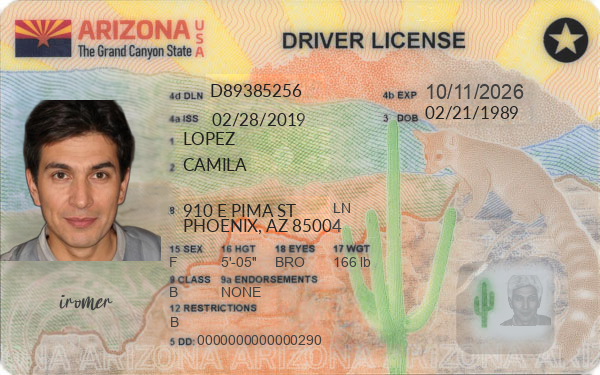 ARIZONA USA
The Grand Canyon State
DRIVER LICENSE
4d DLN D89385256
4b EXP 10/11/2026
4a ISS 02/28/2019
3 DOB 02/21/1989
1 LOPEZ
2 CAMILA
8 910 E PIMA ST LN
PHOENIX, AZ 85004
15 SEX 16 HGT 18 EYES 17 WGT
F 5'-05" BRO 166 lb
9 CLASS 9a ENDORSEMENTS
B NONE
12 RESTRICTIONS
B
iromer
5 DD: 0000000000000290
ARIZONA ARIZONA ARIZONA ARIZONA